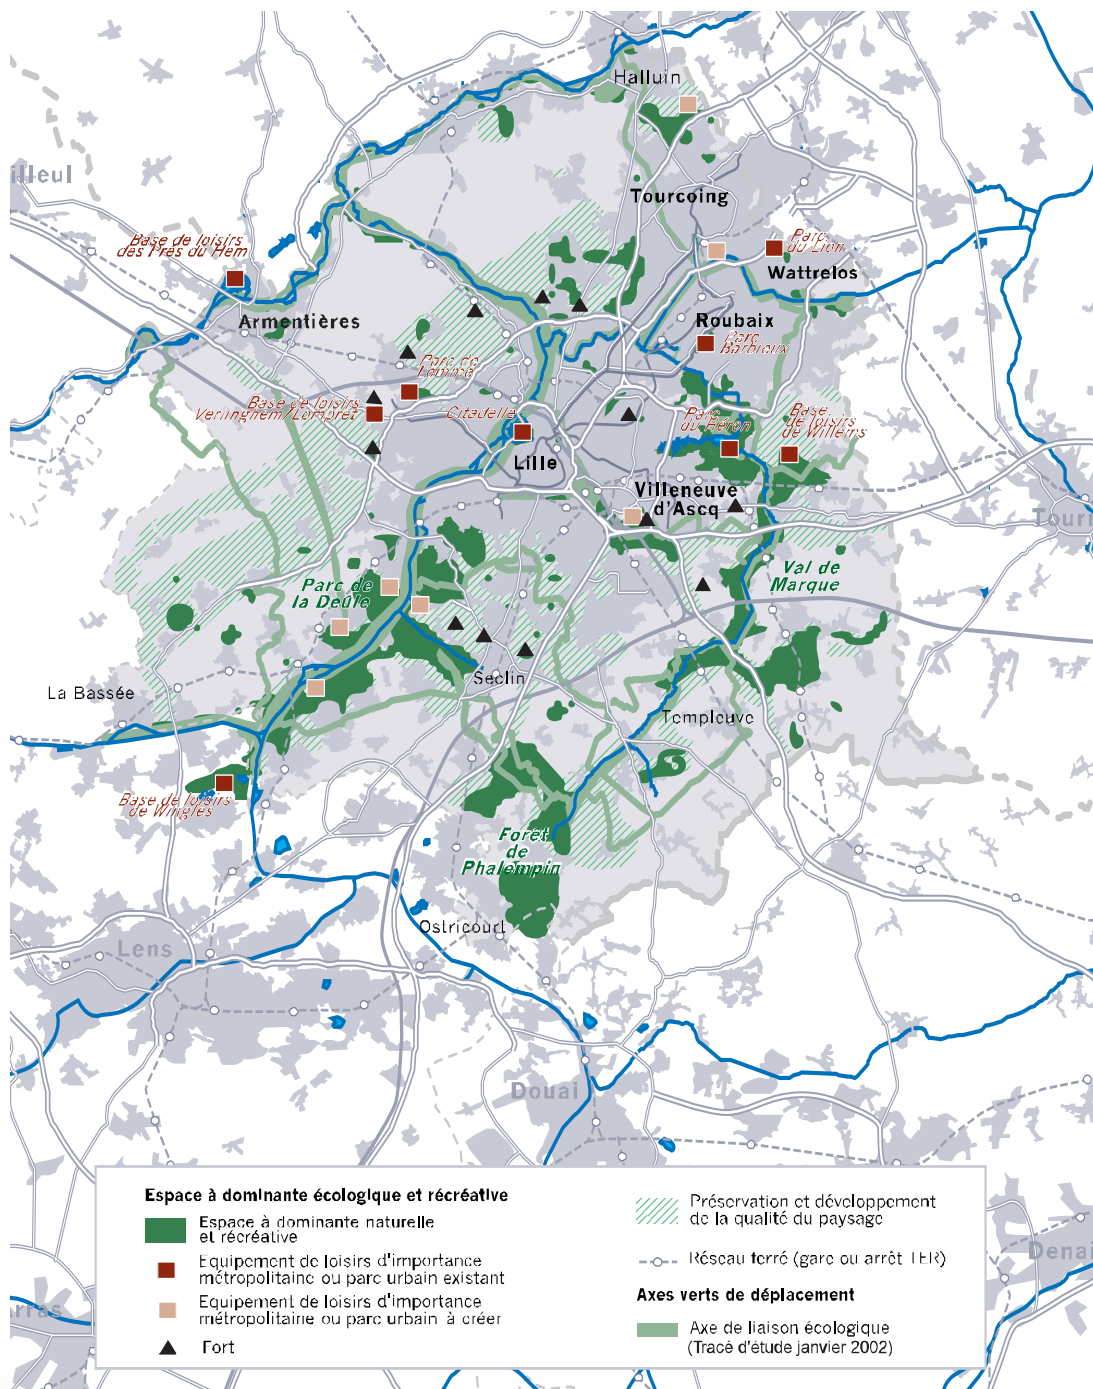 Halluin
illeul
Tourcoing
Base de loisirs
des Prés du Hem
Parc
du Lion
Wattrelos
Armentières
Roubaix
Parc
Barbieux
Parc de
Lomme
Base de loisirs
Verlinghem/Lompret
Citadelle
Parc
du Héron
Base
de loisirs
de Willems
Lille
Villeneuve
d'Ascq
Tourn
Val de
Marque
Parc de
la Deûle
Seclin
La Bassée
Templeuve
Base de loisirs
de Wingles
Forêt
de
Phalempin
Ostricourt
Lens
Douai
Denai
rras
Espace à dominante écologique et récréative
Espace à dominante naturelle
et récréative
Equipement de loisirs d'importance
métropolitaine ou parc urbain existant
Equipement de loisirs d'importance
métropolitaine ou parc urbain à créer
Fort
Préservation et développement
de la qualité du paysage
Réseau ferré (gare ou arrêt TER)
Axes verts de déplacement
Axe de liaison écologique
(Tracé d'étude janvier 2002)